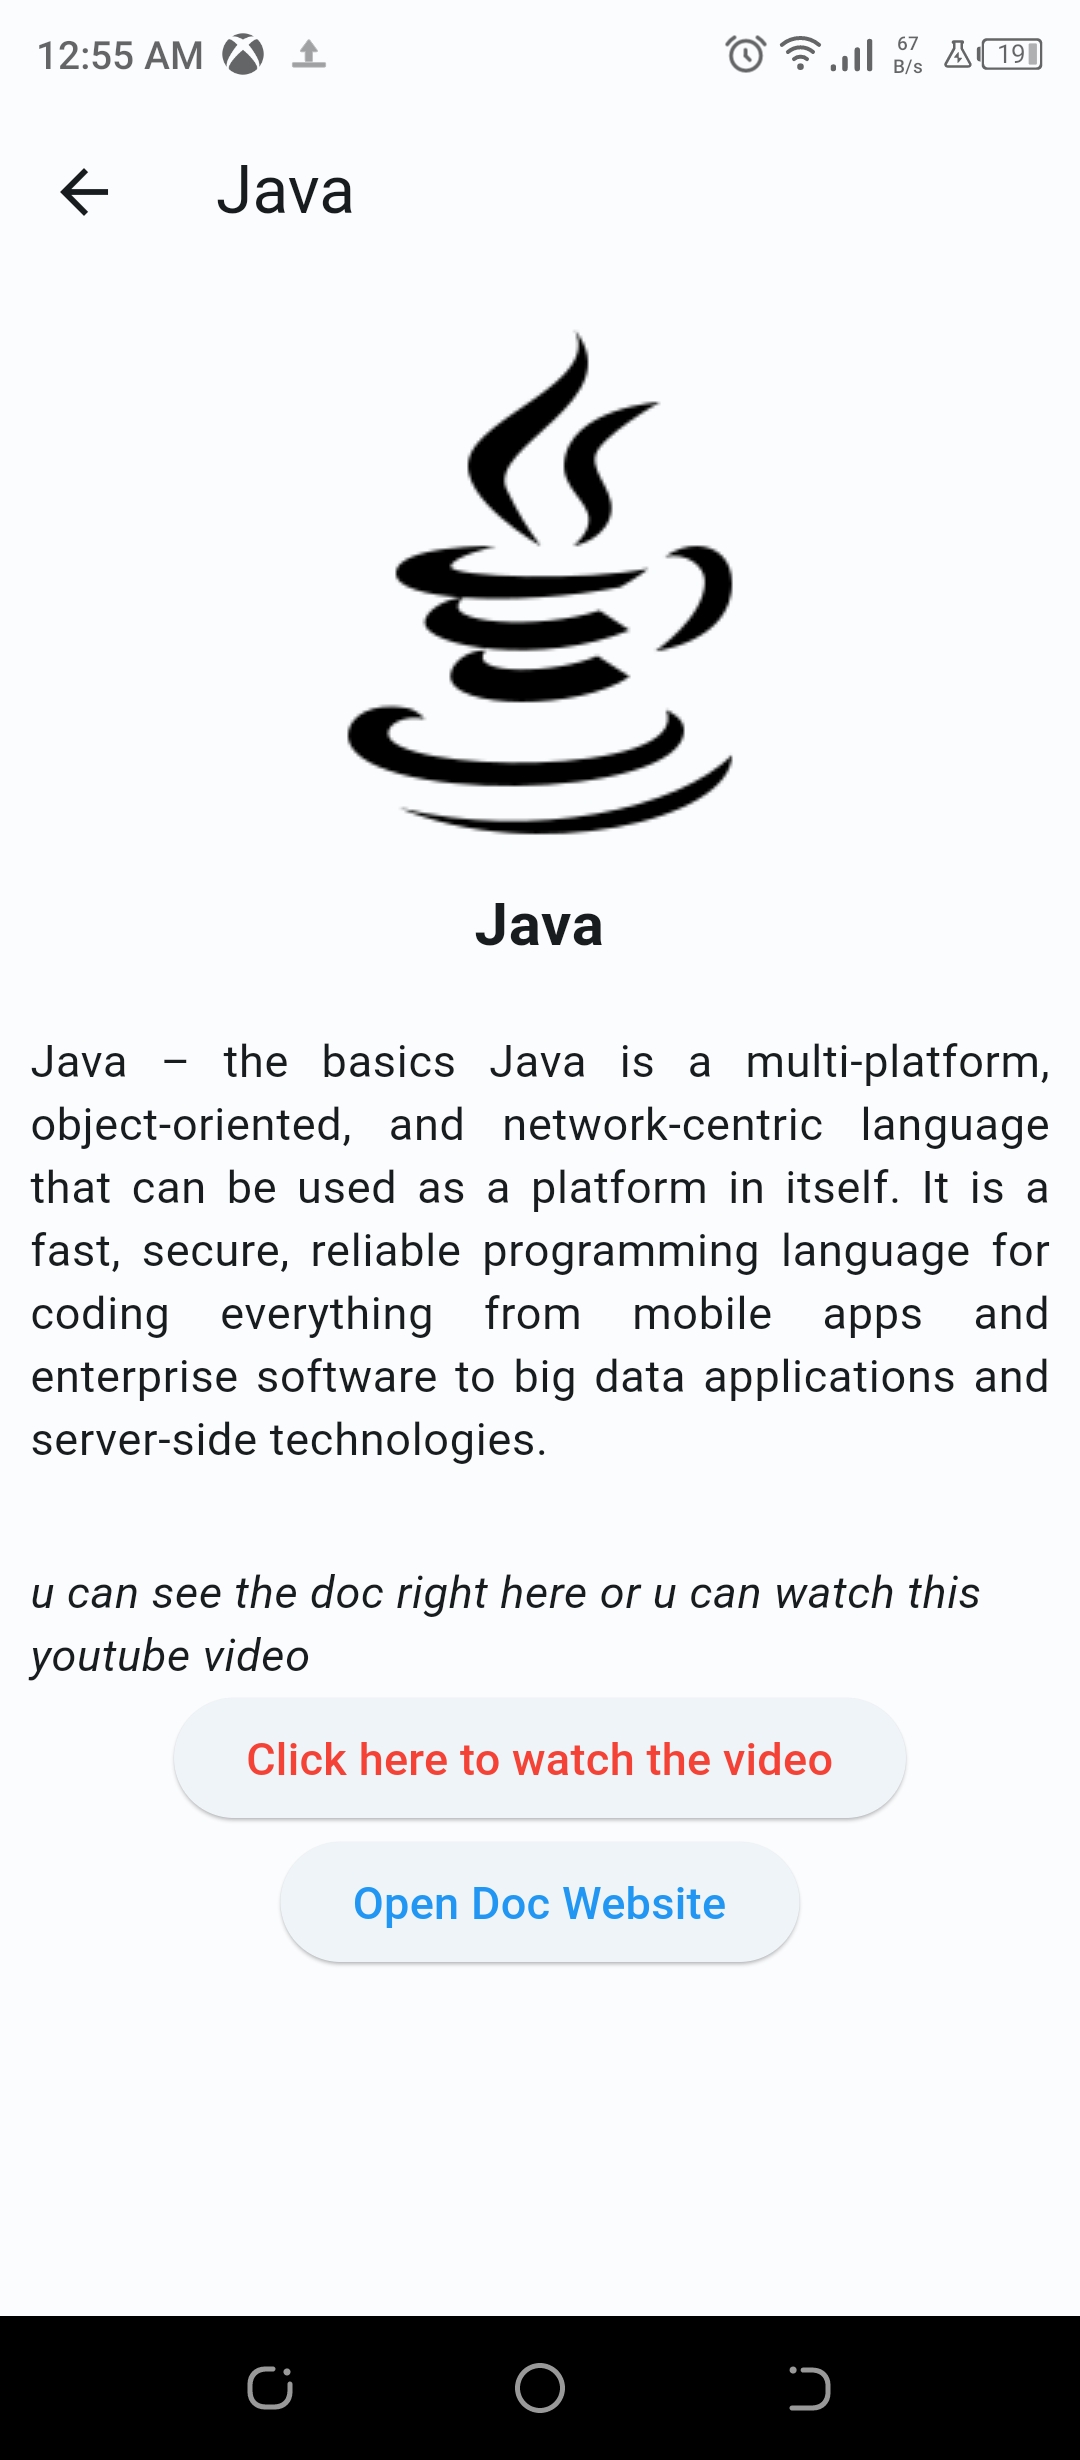 12:55 AM 67 B/s 19
Java
Java
Java – the basics Java is a multi-platform,
object-oriented, and network-centric language
that can be used as a platform in itself. It is a
fast, secure, reliable programming language for
coding everything from mobile apps and
enterprise software to big data applications and
server-side technologies.
u can see the doc right here or u can watch this
youtube video
Click here to watch the video
Open Doc Website